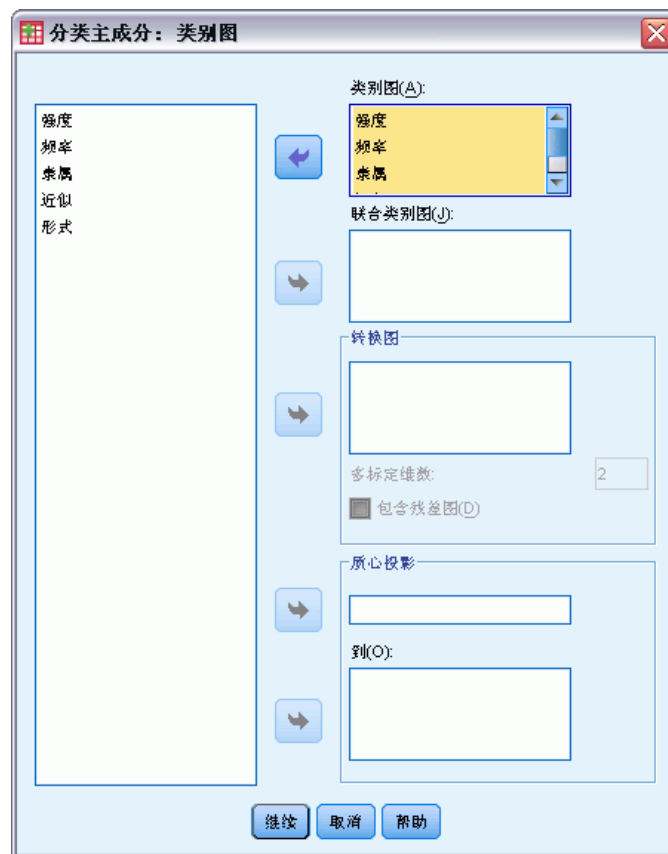 分类主成分：类别图
类别图(A):
强度
频率
隶属
近似
形式
强度
频率
隶属
联合类别图(J):
转换图
多标定维数:
2
包含残差图(D)
质心投影
到(O):
继续
取消
帮助